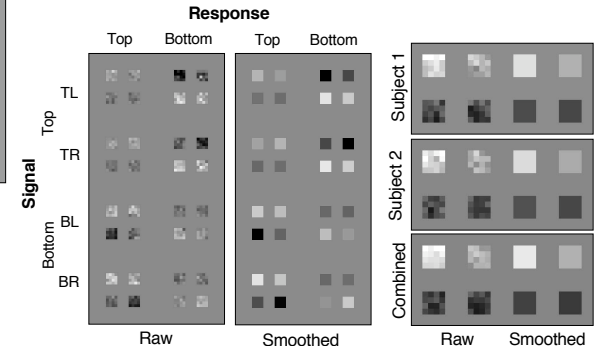 Response
Top Bottom Top Bottom
Signal
Top
Bottom
TL
TR
BL
BR
Raw Smoothed
Subject 1
Subject 2
Combined
Raw Smoothed